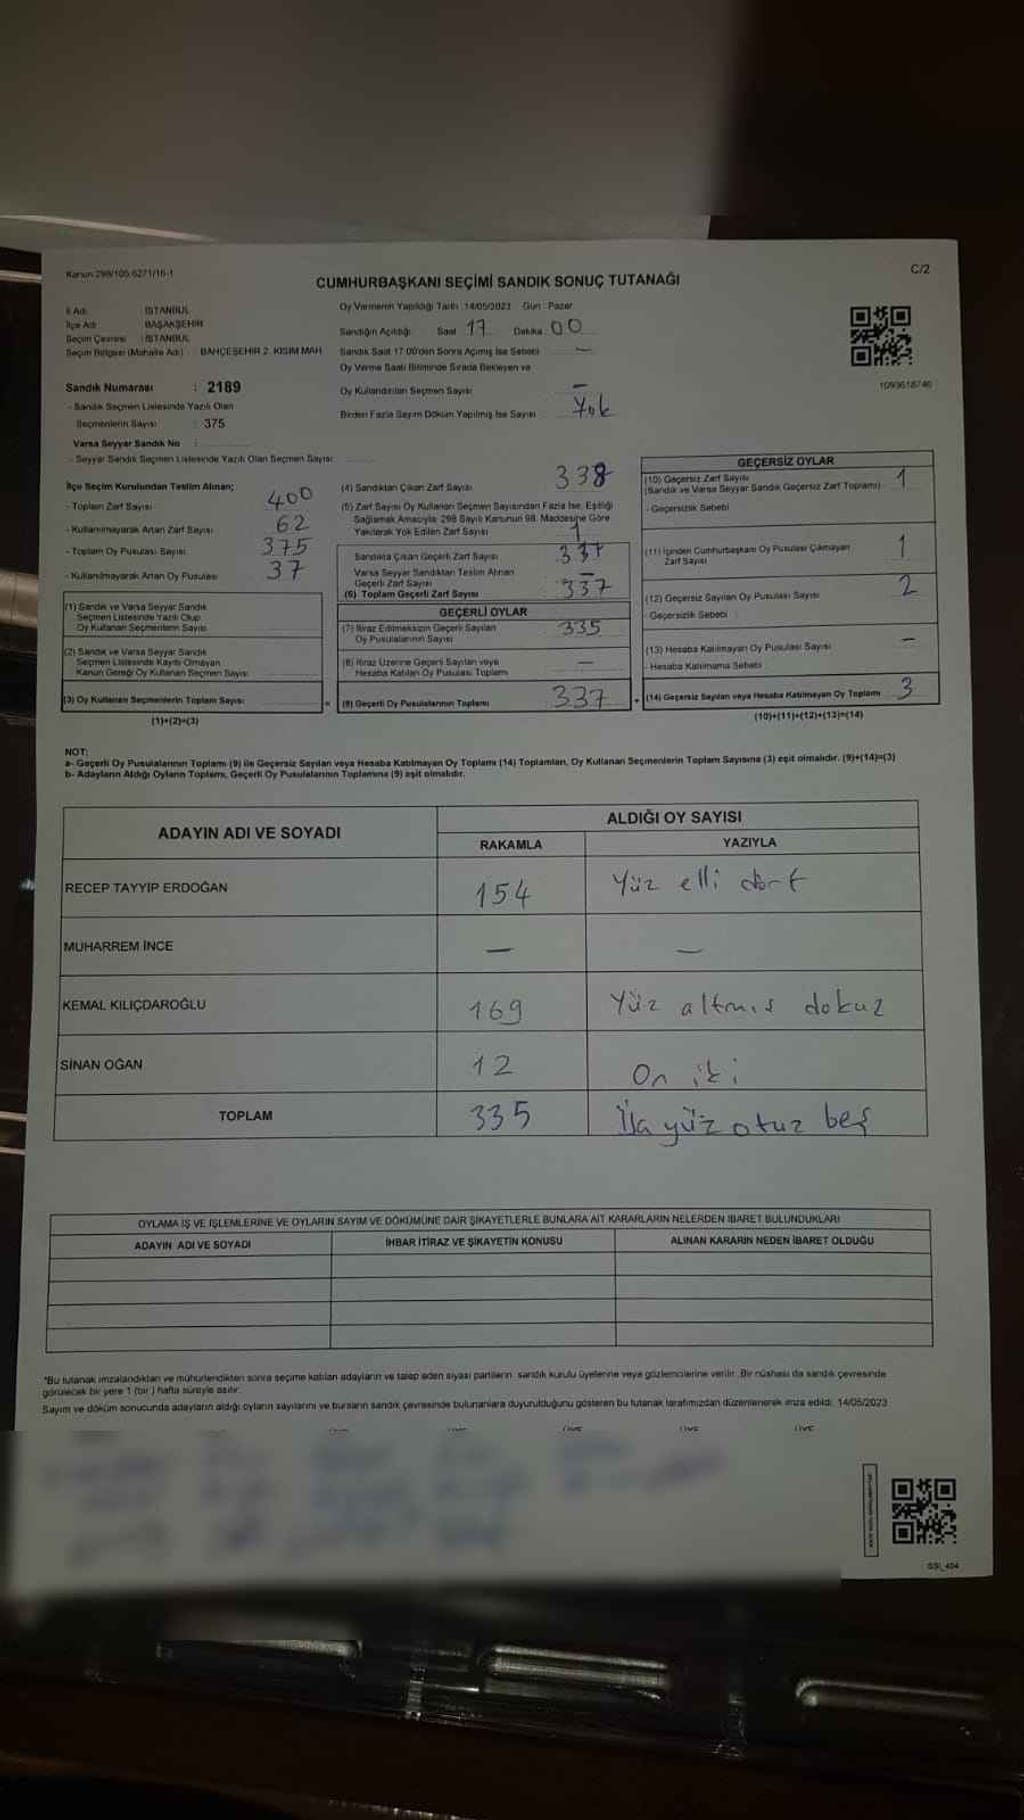 Kanun 298/105 6271/16-1
C/2
CUMHURBAŞKANI SEÇİMİ SANDIK SONUÇ TUTANAĞI
İl Adı : İSTANBUL
İlçe Adı : BAŞAKŞEHİR
Seçim Çevresi : İSTANBUL
Seçim Bölgesi (Mahalle Adı) : BAHÇEŞEHİR 2. KISIM MAH.
Sandık Numarası : 2189
- Sandık Seçmen Listesinde Yazılı Olan
Seçmenlerin Sayısı : 375
Varsa Seyyar Sandık No :
- Seyyar Sandık Seçmen Listesinde Yazılı Olan Seçmen Sayısı
Oy Vermenin Yapıldığı Tarih : 14/05/2023 Gün : Pazar
Sandığın Açıldığı Saat 17 Dakika 00
Sandık Saat 17.00'den Sonra Açılmış İse Sebebi —
Oy Verme Saati Bitiminde Sırada Bekleyen ve
Oy Kullandırılan Seçmen Sayısı —
Birden Fazla Sayım Döküm Yapılmış İse Sayısı Yok
1093618746
İlçe Seçim Kurulundan Teslim Alınan;
- Toplam Zarf Sayısı 400
- Kullanılmayarak Artan Zarf Sayısı 62
- Toplam Oy Pusulası Sayısı 375
- Kullanılmayarak Artan Oy Pusulası 37
(1) Sandık ve Varsa Seyyar Sandık
Seçmen Listesinde Yazılı Olup
Oy Kullanan Seçmenlerin Sayısı
(2) Sandık ve Varsa Seyyar Sandık
Seçmen Listesinde Kayıtlı Olmayan
Kanun Gereği Oy Kullanan Seçmen Sayısı
(3) Oy Kullanan Seçmenlerin Toplam Sayısı
(1)+(2)=(3)
(4) Sandıktan Çıkan Zarf Sayısı 338
(5) Zarf Sayısı Oy Kullanan Seçmen Sayısından Fazla İse, Eşitliği
Sağlamak Amacıyla; 298 Sayılı Kanunun 98. Maddesine Göre
Yakılarak Yok Edilen Zarf Sayısı 1
Sandıkta Çıkan Geçerli Zarf Sayısı 337
Varsa Seyyar Sandıktan Teslim Alınan
Geçerli Zarf Sayısı —
(6) Toplam Geçerli Zarf Sayısı 337
GEÇERLİ OYLAR
(7) İtiraz Edilmeksizin Geçerli Sayılan
Oy Pusulalarının Sayısı 335
(8) İtiraz Üzerine Geçerli Sayılan veya
Hesaba Katılan Oy Pusulası Toplamı —
= (9) Geçerli Oy Pusulalarının Toplamı 337 +
GEÇERSİZ OYLAR
(10) Geçersiz Zarf Sayısı 1
(Sandık ve Varsa Seyyar Sandık Geçersiz Zarf Toplamı)
- Geçersizlik Sebebi
(11) İçinden Cumhurbaşkanı Oy Pusulası Çıkmayan 1
Zarf Sayısı
(12) Geçersiz Sayılan Oy Pusulası Sayısı 2
- Geçersizlik Sebebi
(13) Hesaba Katılmayan Oy Pusulası Sayısı —
- Hesaba Katılmama Sebebi
(14) Geçersiz Sayılan veya Hesaba Katılmayan Oy Toplamı 3
(10)+(11)+(12)+(13)=(14)
NOT:
a- Geçerli Oy Pusulalarının Toplamı (9) ile Geçersiz Sayılan veya Hesaba Katılmayan Oy Toplamı (14) Toplamları, Oy Kullanan Seçmenlerin Toplam Sayısına (3) eşit olmalıdır. (9)+(14)=(3)
b- Adayların Aldığı Oyların Toplamı, Geçerli Oy Pusulalarının Toplamına (9) eşit olmalıdır.
ADAYIN ADI VE SOYADI ALDIĞI OY SAYISI
RAKAMLA YAZIYLA
RECEP TAYYİP ERDOĞAN 154 Yüz elli dört
MUHARREM İNCE — —
KEMAL KILIÇDAROĞLU 169 Yüz altmıs dokuz
SİNAN OĞAN 12 On iki
TOPLAM 335 yüz otuz beş
OYLAMA İŞ VE İŞLEMLERİNE VE OYLARIN SAYIM VE DÖKÜMÜNE DAİR ŞİKAYETLERLE BUNLARA AİT KARARLARIN NELERDEN İBARET BULUNDUKLARI
ADAYIN ADI VE SOYADI İHBAR İTİRAZ VE ŞİKAYETİN KONUSU ALINAN KARARIN NEDEN İBARET OLDUĞU
*Bu tutanak imzalandıktan ve mühürlendikten sonra seçime katılan adayların ve talep eden siyasi partilerin sandık kurulu üyelerine veya gözlemcilerine verilir. Bir nüshası da sandık çevresinde
görülecek bir yere 1 (bir) hafta süreyle asılır.
Sayım ve döküm sonucunda adayların aldığı oyların sayılarını ve bunların sandık çevresinde bulunanlara duyurulduğunu gösteren bu tutanak tarafımızdan düzenlenerek imza edildi. 14/05/2023
SSI_404